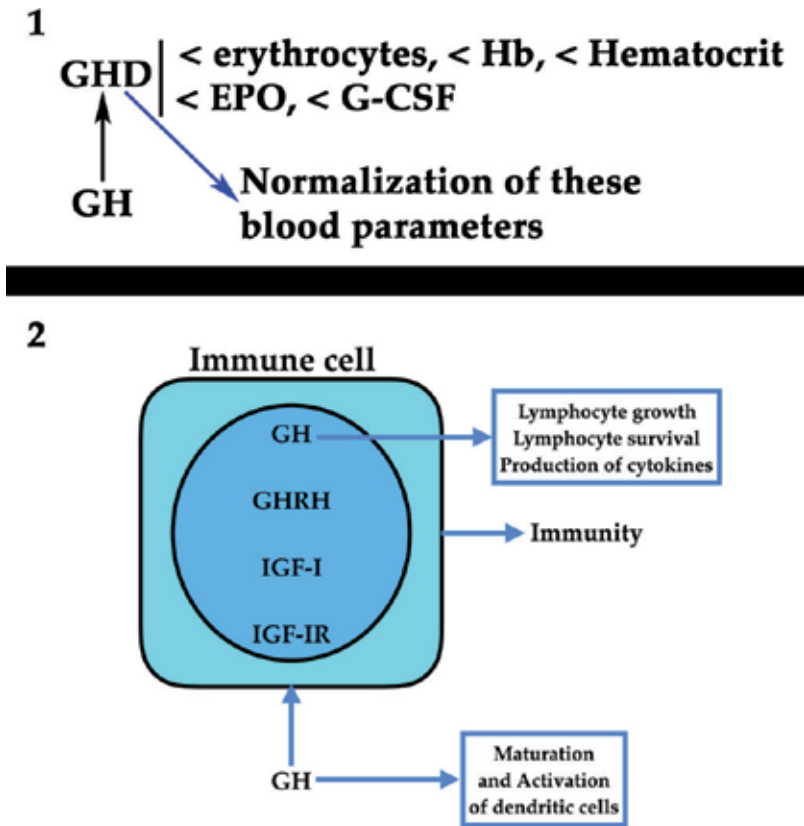 1
GHD < erythrocytes, < Hb, < Hematocrit
< EPO, < G-CSF
GH
Normalization of these
blood parameters
2
Immune cell
GH
GHRH
IGF-I
IGF-IR
Lymphocyte growth
Lymphocyte survival
Production of cytokines
Immunity
GH
Maturation
and Activation
of dendritic cells